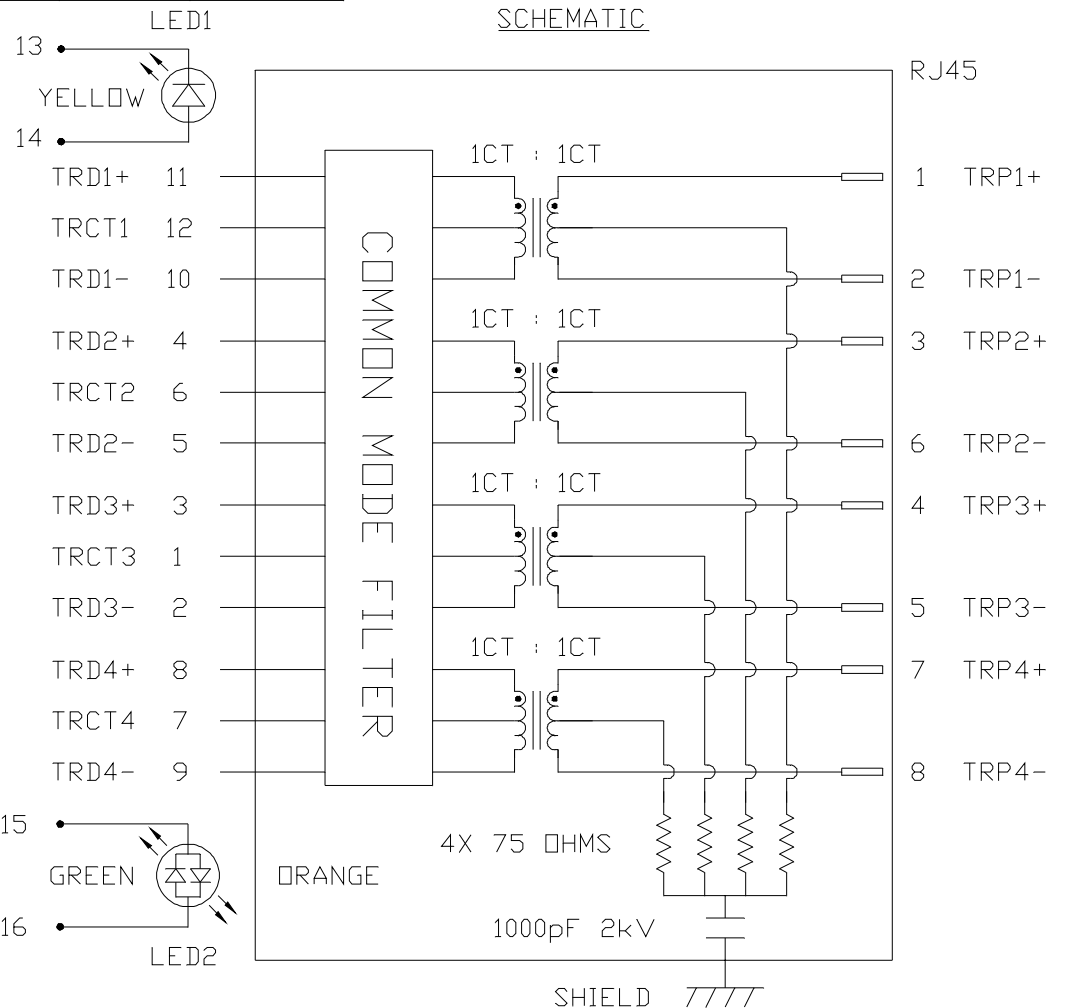 SCHEMATIC
LED1
13
YELLOW
14
RJ45
1CT : 1CT
TRD1+ 11
1 TRP1+
TRCT1 12
TRD1- 10
2 TRP1-
1CT : 1CT
TRD2+ 4
3 TRP2+
TRCT2 6
TRD2- 5
6 TRP2-
1CT : 1CT
TRD3+ 3
4 TRP3+
TRCT3 1
TRD3- 2
5 TRP3-
1CT : 1CT
TRD4+ 8
7 TRP4+
TRCT4 7
TRD4- 9
8 TRP4-
COMMON MODE FILTER
15
GREEN
ORANGE
16
LED2
4X 75 OHMS
1000pF 2kV
SHIELD